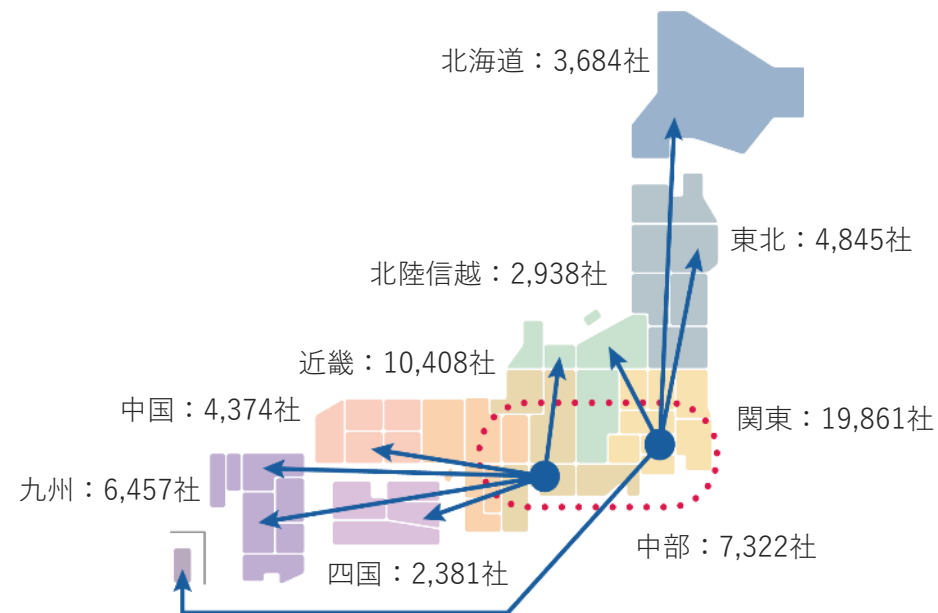 北海道：3,684社
東北：4,845社
北陸信越：2,938社
近畿：10,408社
中国：4,374社
関東：19,861社
九州：6,457社
中部：7,322社
四国：2,381社